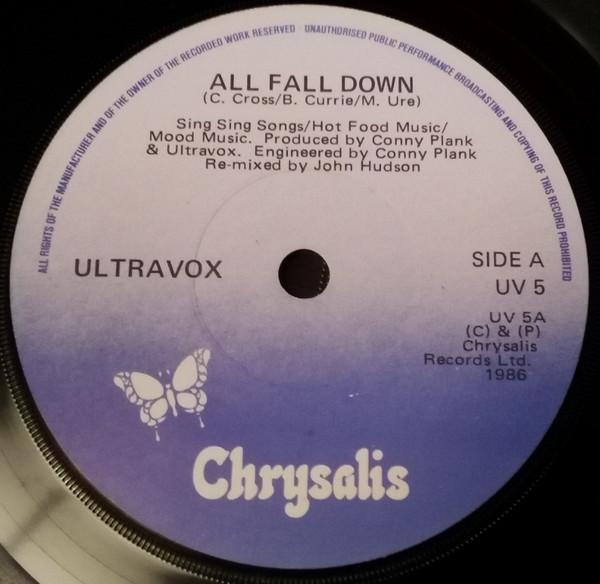 ALL RIGHTS OF THE MANUFACTURER AND OF THE OWNER OF THE RECORDED WORK RESERVED · UNAUTHORISED PUBLIC PERFORMANCE BROADCASTING AND COPYING OF THIS RECORD PROHIBITED
ALL FALL DOWN
(C. Cross/B. Currie/M. Ure)
Sing Sing Songs/Hot Food Music/
Mood Music. Produced by Conny Plank
& Ultravox. Engineered by Conny Plank
Re-mixed by John Hudson
ULTRAVOX
SIDE A
UV 5
UV 5A
(C) & (P)
Chrysalis
Records Ltd.
1986
Chrysalis